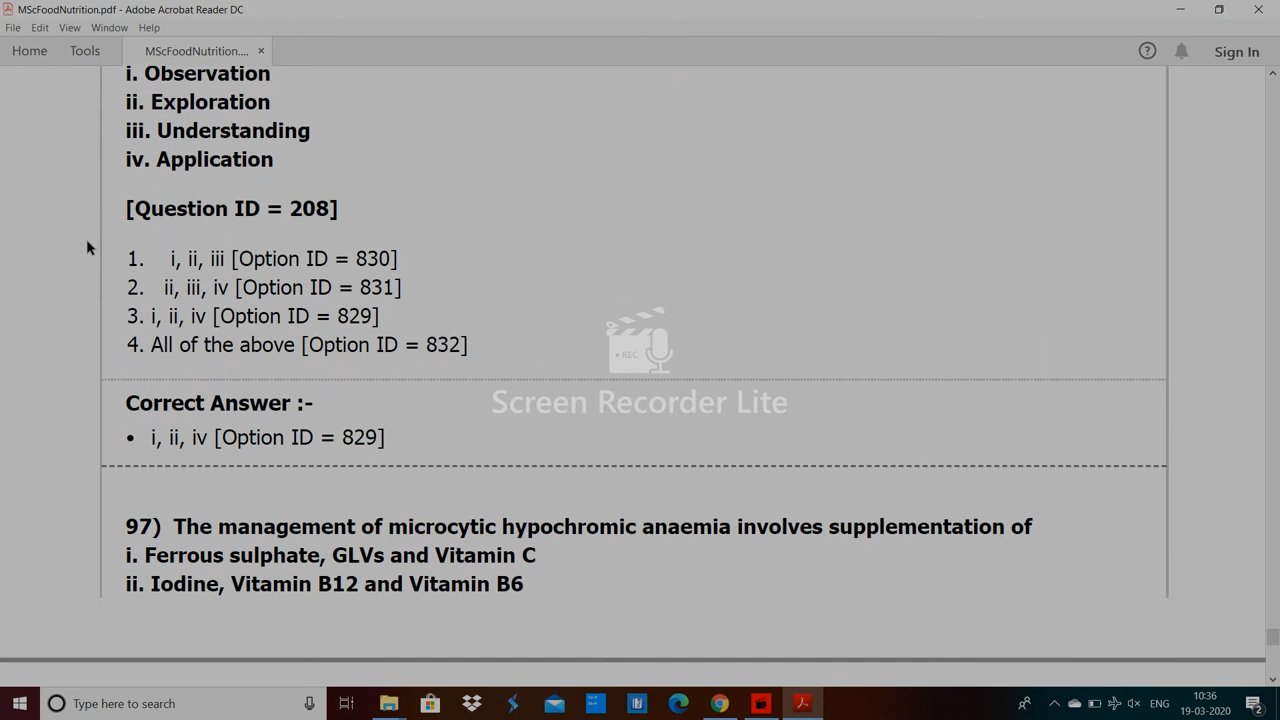 MScFoodNutrition.pdf - Adobe Acrobat Reader DC
File Edit View Window Help
Home Tools MScFoodNutrition.... × Sign In
i. Observation
ii. Exploration
iii. Understanding
iv. Application
[Question ID = 208]
1. i, ii, iii [Option ID = 830]
2. ii, iii, iv [Option ID = 831]
3. i, ii, iv [Option ID = 829]
4. All of the above [Option ID = 832]
• REC
Screen Recorder Lite
Correct Answer :-
• i, ii, iv [Option ID = 829]
97) The management of microcytic hypochromic anaemia involves supplementation of
i. Ferrous sulphate, GLVs and Vitamin C
ii. Iodine, Vitamin B12 and Vitamin B6
Type here to search
ENG
10:36
19-03-2020
2